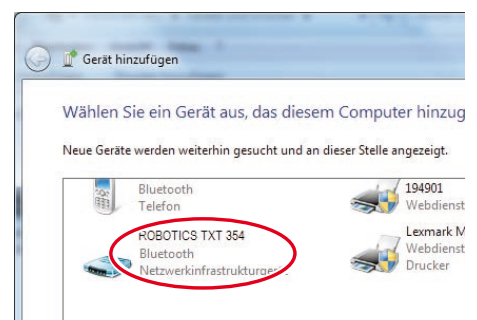 Gerät hinzufügen
Wählen Sie ein Gerät aus, das diesem Computer hinzug
Neue Geräte werden weiterhin gesucht und an dieser Stelle angezeigt.
Bluetooth
Telefon
194901
Webdienst
ROBOTICS TXT 354
Bluetooth
Netzwerkinfrastrukturger
Lexmark M
Webdienst
Drucker